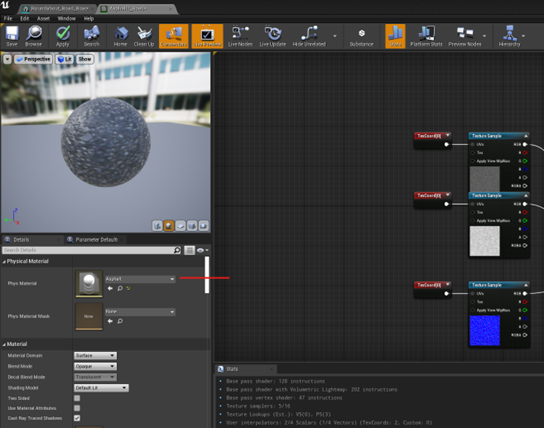 File Edit Asset Window Help
Save Browse Apply Search Home Clean Up Connectors Live Preview Live Nodes Live Update Hide Unrelated Substance Stats Platform Stats Preview Nodes Hierarchy
Perspective Lit Show
TexCoord[0] Texture Sample
UVs RGB
Tex R
Apply View MipBias G
B
A
RGBA
TexCoord[0] Texture Sample
UVs RGB
Tex R
Apply View MipBias G
B
A
RGBA
Details Parameter Default
Search Details
Physical Material
Phys Material Asphalt
Phys Material Mask None None
TexCoord[0] Texture Sample
UVs RGB
Tex R
Apply View MipBias G
B
A
RGBA
Material
Material Domain Surface
Blend Mode Opaque
Decal Blend Mode Translucent
Shading Model Default Lit
Two Sided
Use Material Attributes
Cast Ray Traced Shadows
Stats
Base pass shader: 138 instructions
Base pass shader with Volumetric Lightmap: 202 instructions
Base pass vertex shader: 47 instructions
Texture samplers: 5/16
Texture Lookups (Est.): VS(0), PS(3)
User interpolators: 2/4 Scalars (1/4 Vectors) (TexCoords: 2, Custom: 0)